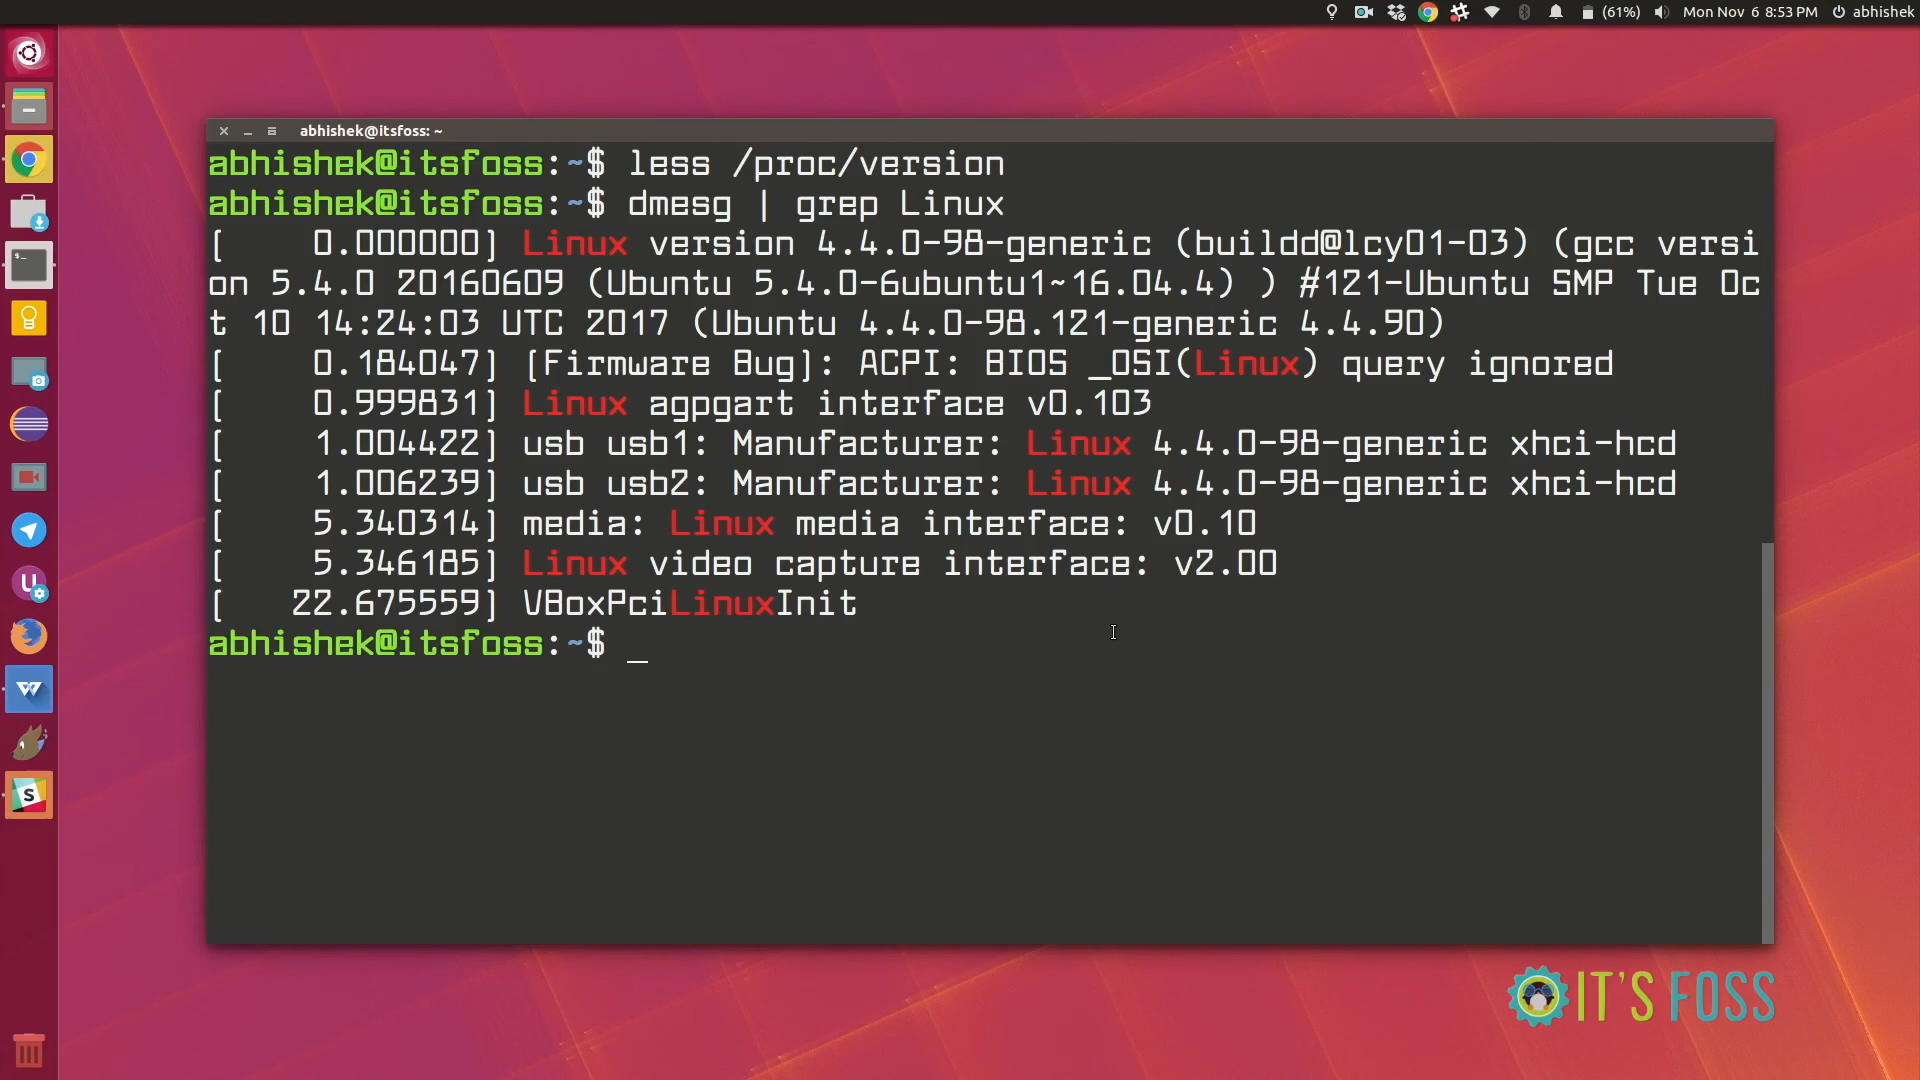 (61%) Mon Nov 6 8:53 PM abhishek
abhishek@itsfoss: ~
abhishek@itsfoss:~$ less /proc/version
abhishek@itsfoss:~$ dmesg | grep Linux
[    0.000000] Linux version 4.4.0-98-generic (buildd@lcy01-03) (gcc versi
on 5.4.0 20160609 (Ubuntu 5.4.0-6ubuntu1~16.04.4) ) #121-Ubuntu SMP Tue Oc
t 10 14:24:03 UTC 2017 (Ubuntu 4.4.0-98.121-generic 4.4.90)
[    0.184047] [Firmware Bug]: ACPI: BIOS _OSI(Linux) query ignored
[    0.999831] Linux agpgart interface v0.103
[    1.004422] usb usb1: Manufacturer: Linux 4.4.0-98-generic xhci-hcd
[    1.006239] usb usb2: Manufacturer: Linux 4.4.0-98-generic xhci-hcd
[    5.340314] media: Linux media interface: v0.10
[    5.346185] Linux video capture interface: v2.00
[   22.675559] VBoxPciLinuxInit
abhishek@itsfoss:~$ _
IT'S FOSS